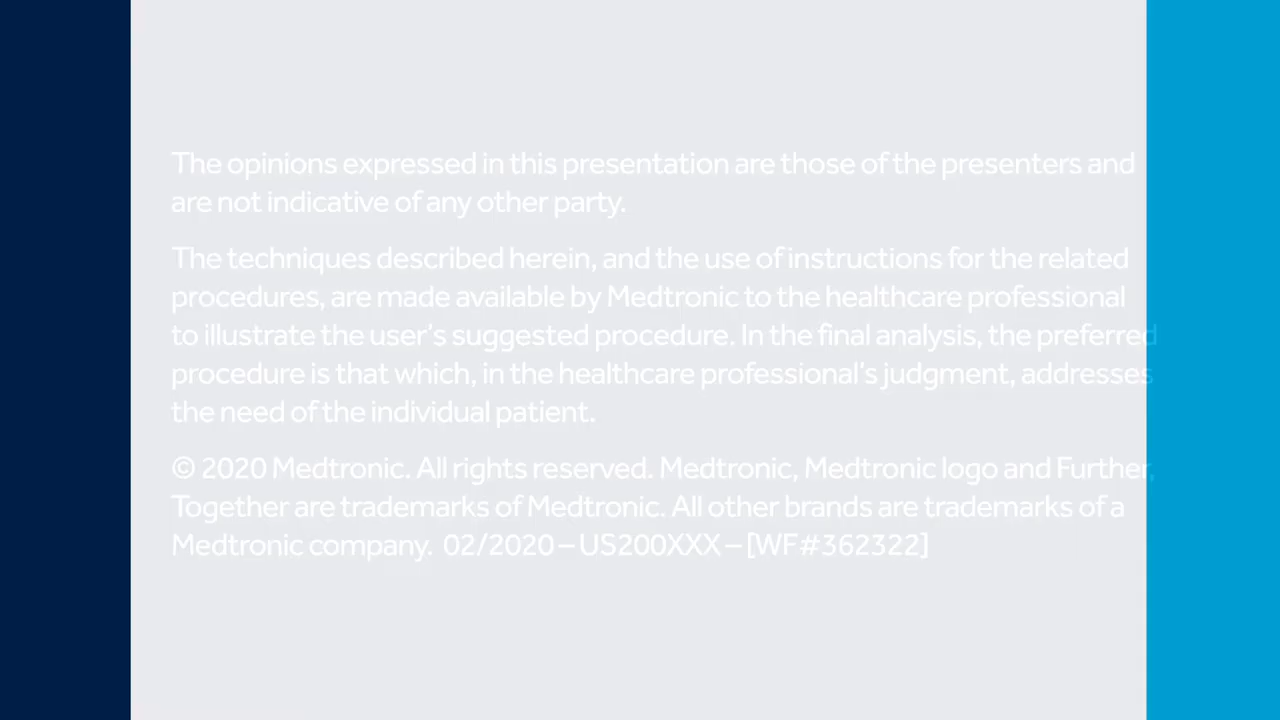 The opinions expressed in this presentation are those of the presenters and
are not indicative of any other party.
The techniques described herein, and the use of instructions for the related
procedures, are made available by Medtronic to the healthcare professional
to illustrate the user's suggested procedure. In the final analysis, the preferred
procedure is that which, in the healthcare professional's judgment, addresses
the need of the individual patient.
© 2020 Medtronic. All rights reserved. Medtronic, Medtronic logo and Further,
Together are trademarks of Medtronic. All other brands are trademarks of a
Medtronic company. 02/2020 – US200XXX – [WF#362322]